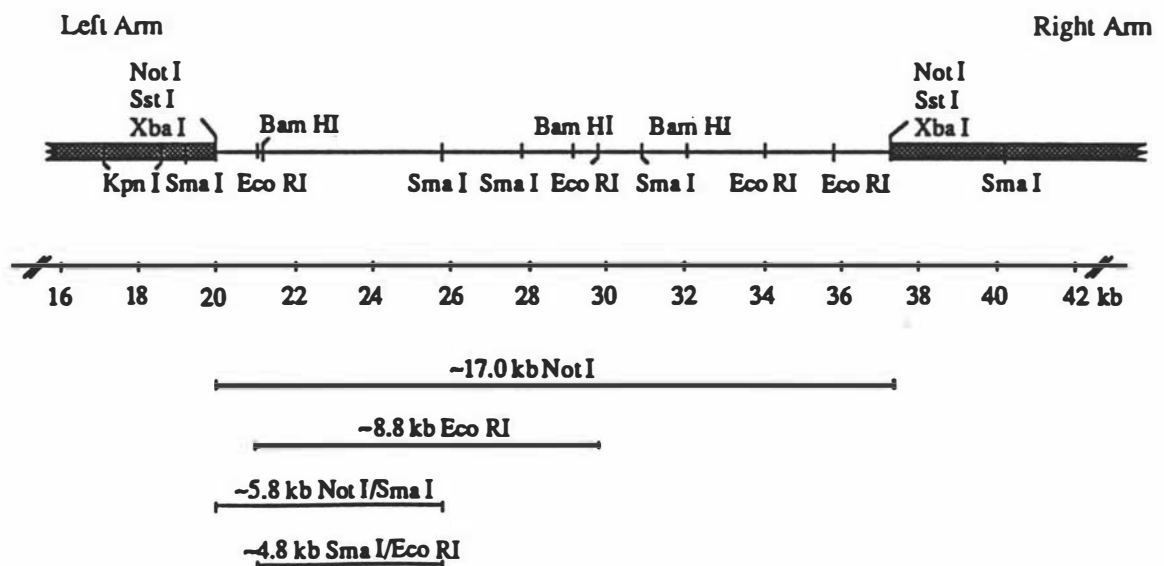 Left Arm
Right Arm
Not I
Sst I
Xba I
Bam HI
Bam HI
Bam HI
Not I
Sst I
Xba I
Kpn I
Sma I
Eco RI
Sma I
Sma I
Eco RI
Sma I
Eco RI
Eco RI
Sma I
16 18 20 22 24 26 28 30 32 34 36 38 40 42 kb
~17.0 kb Not I
~8.8 kb Eco RI
~5.8 kb Not I/Sma I
~4.8 kb Sma I/Eco RI